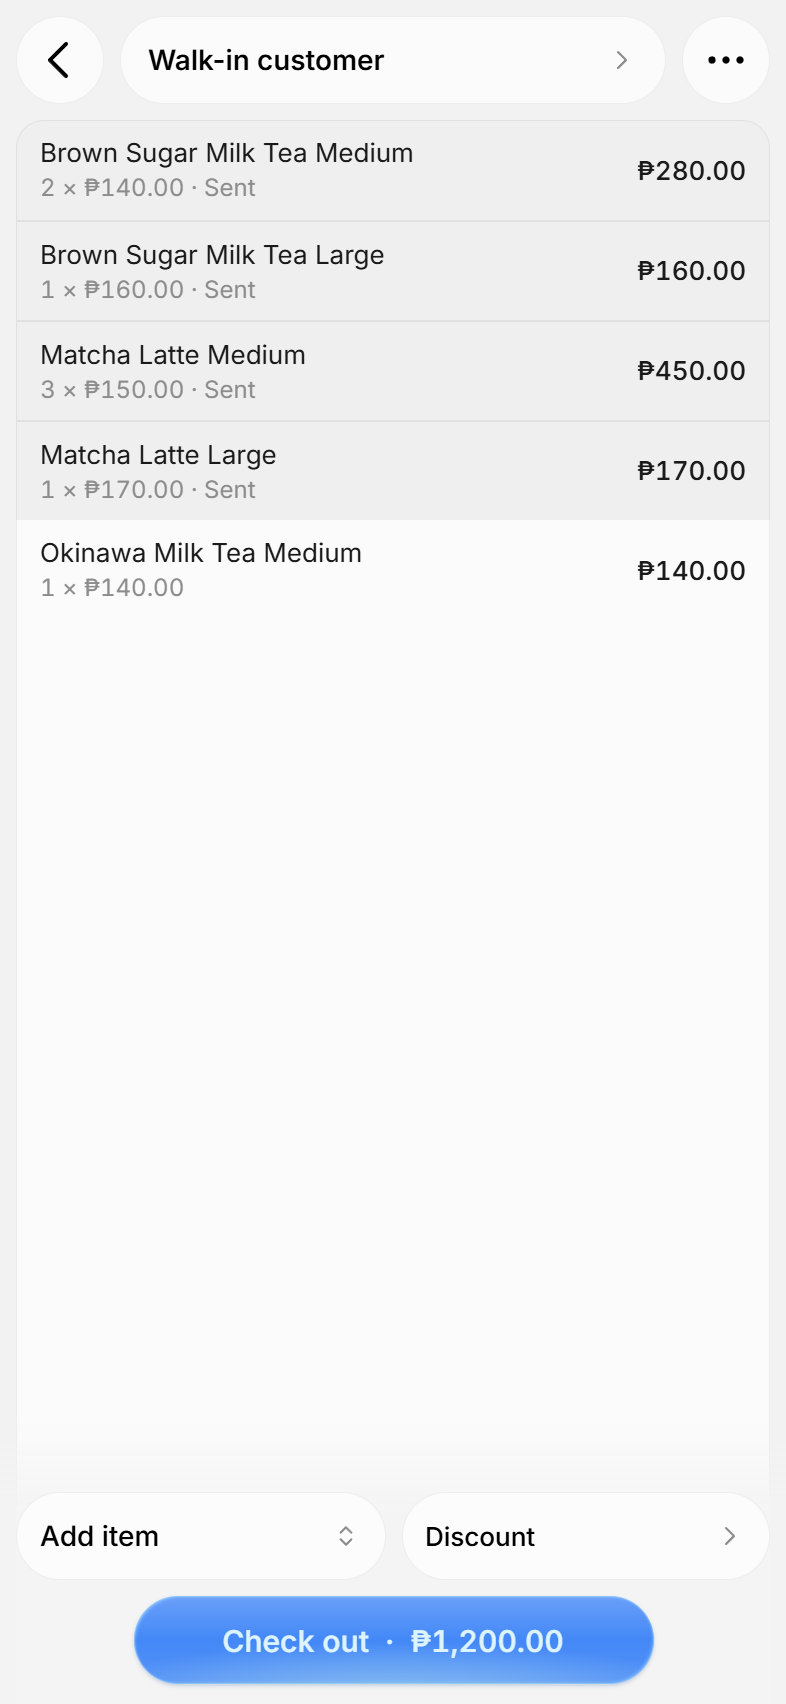 Walk-in customer
Brown Sugar Milk Tea Medium
2 × ₱140.00 · Sent
₱280.00
Brown Sugar Milk Tea Large
1 × ₱160.00 · Sent
₱160.00
Matcha Latte Medium
3 × ₱150.00 · Sent
₱450.00
Matcha Latte Large
1 × ₱170.00 · Sent
₱170.00
Okinawa Milk Tea Medium
1 × ₱140.00
₱140.00
Add item
Discount
Check out · ₱1,200.00